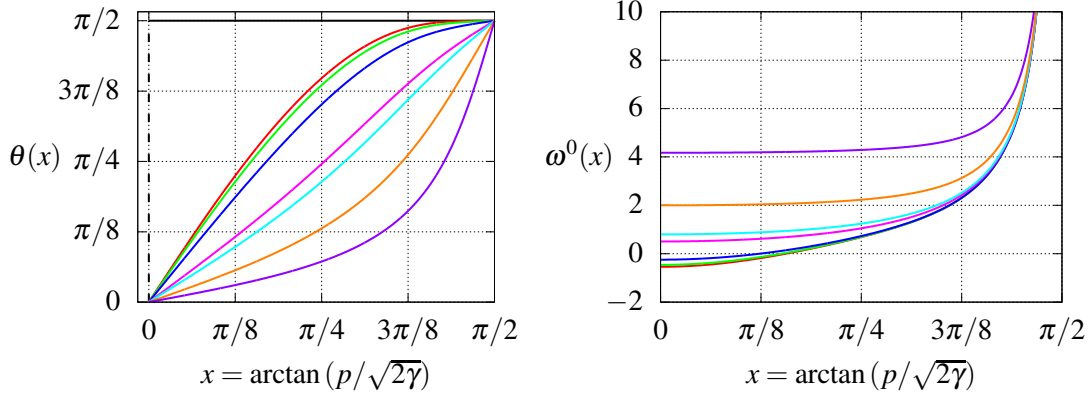 π/2
3π/8
θ(x) π/4
π/8
0
0 π/8 π/4 3π/8 π/2
x = arctan (p/√2γ)
10
8
6
ω⁰(x) 4
2
0
−2
0 π/8 π/4 3π/8 π/2
x = arctan (p/√2γ)